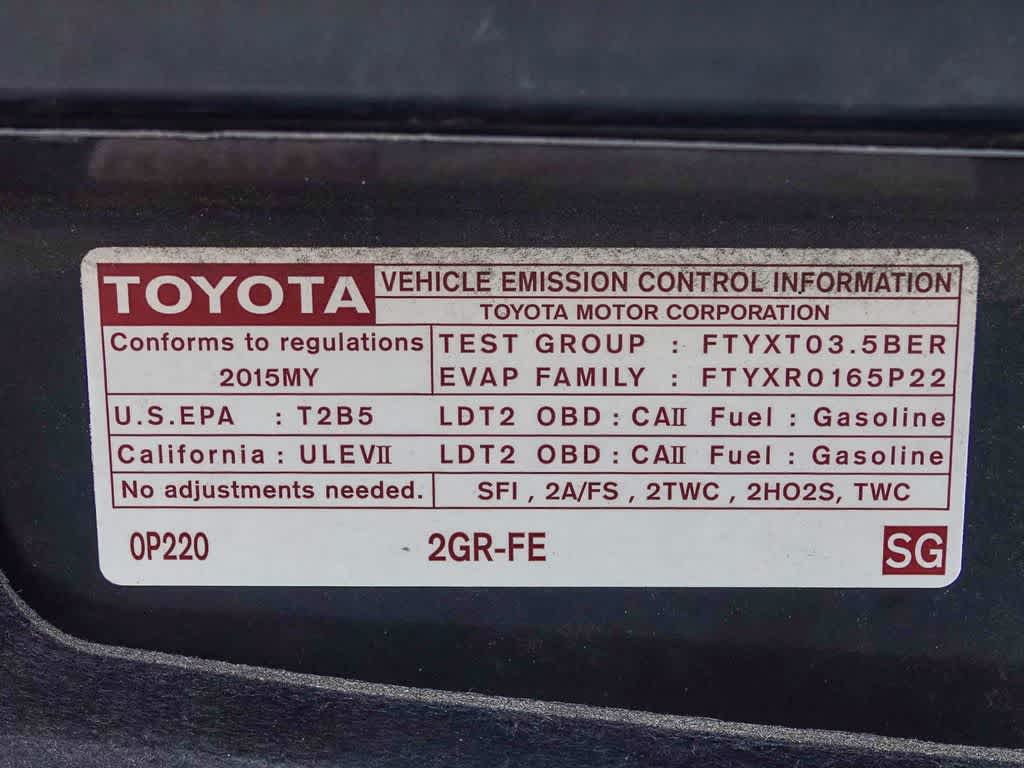 TOYOTA VEHICLE EMISSION CONTROL INFORMATION
TOYOTA MOTOR CORPORATION
Conforms to regulations TEST GROUP : FTYXT03.5BER
2015MY EVAP FAMILY : FTYXR0165P22
U.S.EPA : T2B5 LDT2 OBD : CAII Fuel : Gasoline
California : ULEVII LDT2 OBD : CAII Fuel : Gasoline
No adjustments needed. SFI , 2A/FS , 2TWC , 2HO2S, TWC
0P220 2GR-FE SG